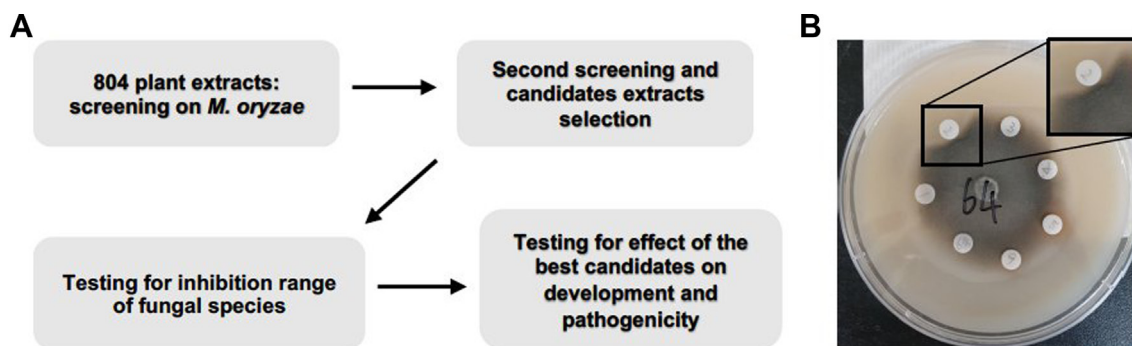 A
804 plant extracts:
screening on M. oryzae
Second screening and
candidates extracts
selection
Testing for inhibition range
of fungal species
Testing for effect of the
best candidates on
development and
pathogenicity
B
64